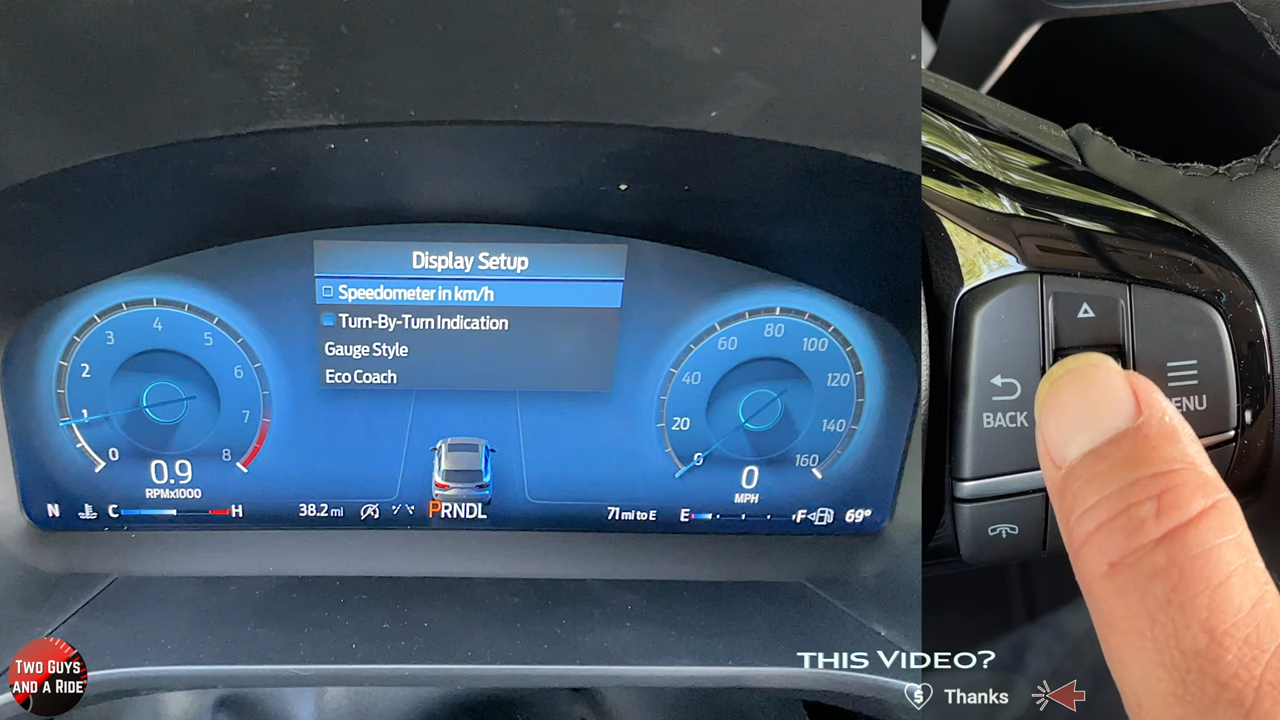 Display Setup
Speedometer in km/h
Turn-By-Turn Indication
Gauge Style
Eco Coach
0
1
2
3
4
5
6
7
8
0.9
RPMx1000
0
20
40
60
80
100
120
140
160
0
MPH
N
C
H
38.2 mi
PRNDL
71 mi to E
E
F
69°
BACK
ENU
TWO GUYS
AND A RIDE
THIS VIDEO?
$
Thanks